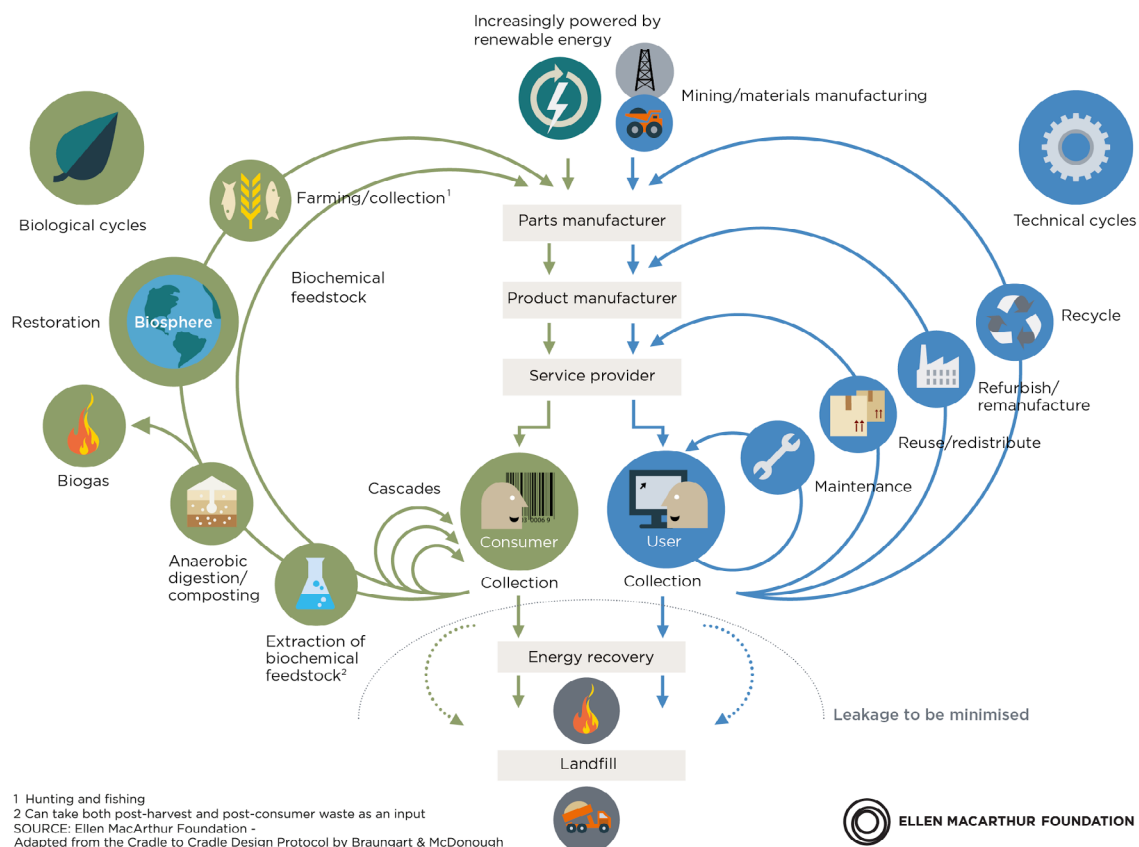 Increasingly powered by
renewable energy
Mining/materials manufacturing
Biological cycles
Technical cycles
Farming/collection¹
Parts manufacturer
Biochemical
feedstock
Product manufacturer
Restoration
Biosphere
Recycle
Service provider
Refurbish/
remanufacture
Reuse/redistribute
Biogas
Cascades
Maintenance
Consumer
User
Anaerobic
digestion/
composting
Collection
Collection
Extraction of
biochemical
feedstock²
Energy recovery
Leakage to be minimised
Landfill
1 Hunting and fishing
2 Can take both post-harvest and post-consumer waste as an input
SOURCE: Ellen MacArthur Foundation -
Adapted from the Cradle to Cradle Design Protocol by Braungart & McDonough
ELLEN MACARTHUR FOUNDATION